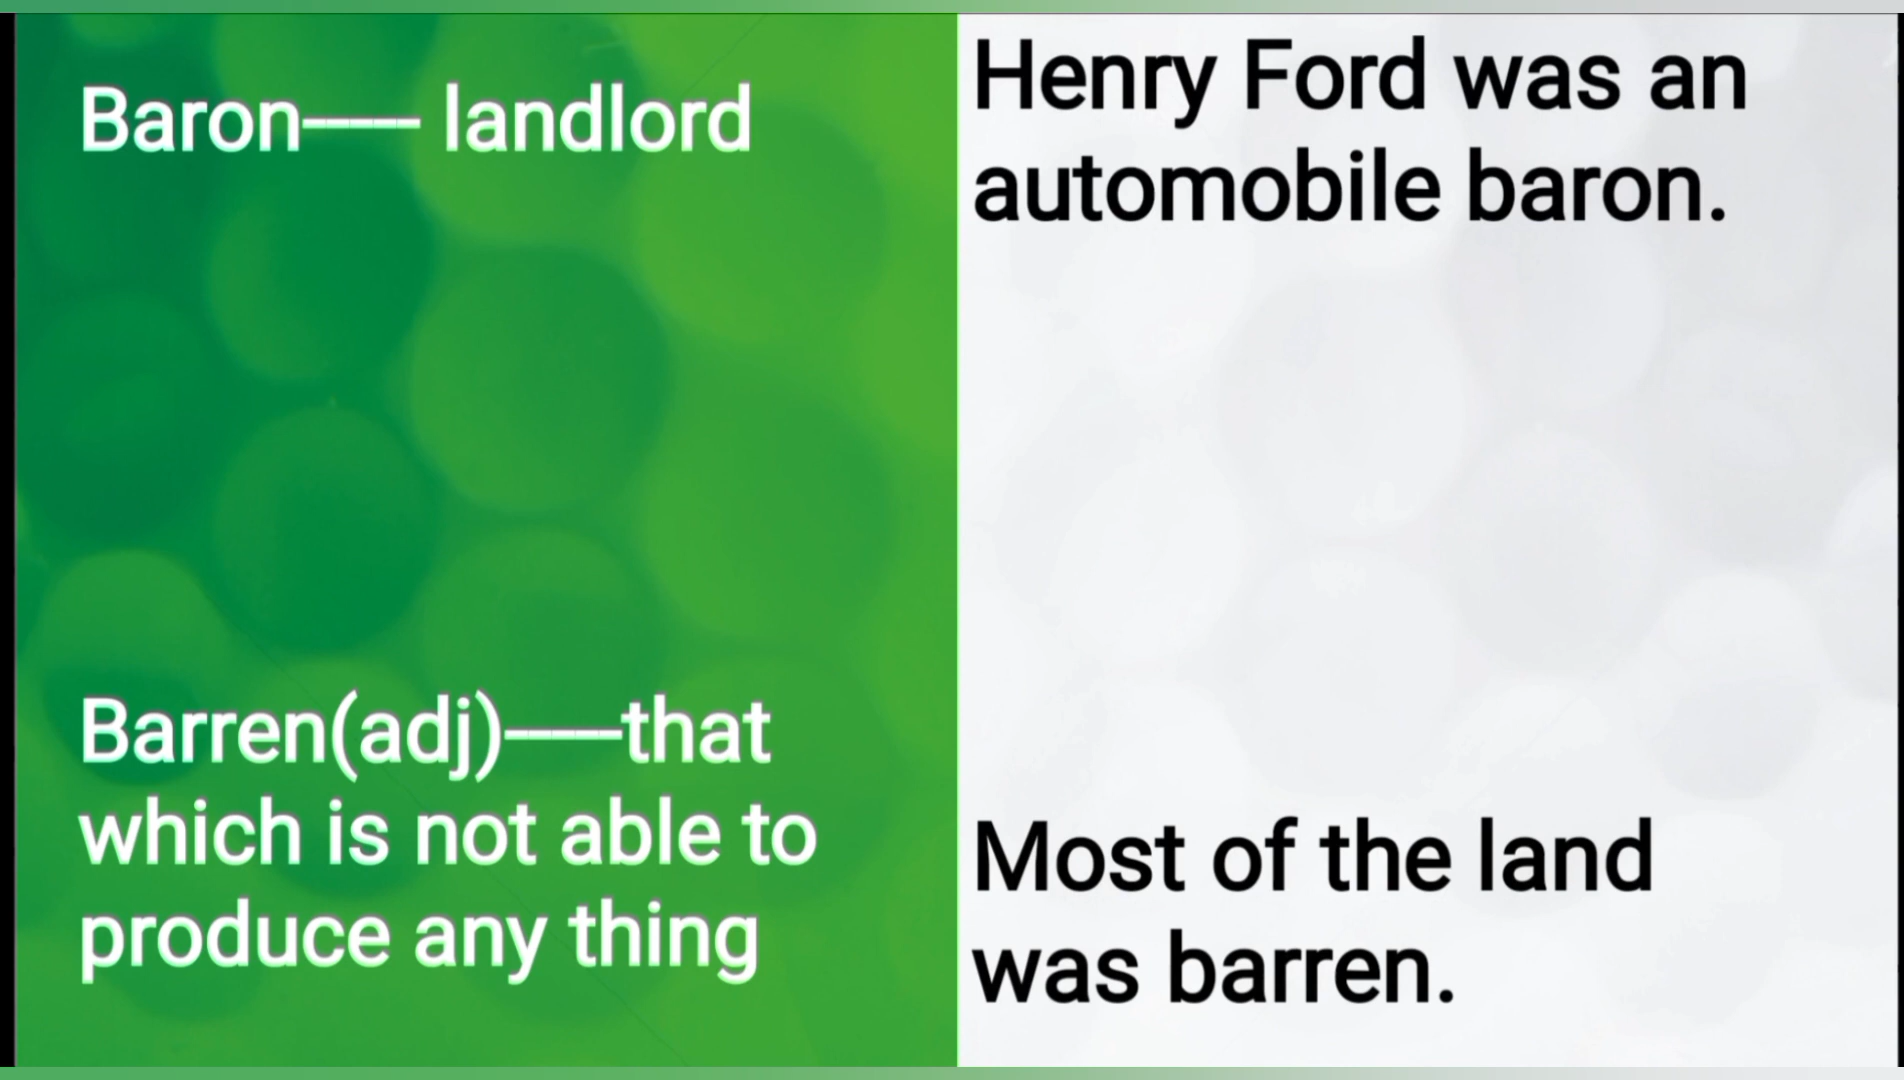 Baron—— landlord
Henry Ford was an
automobile baron.
Barren(adj)——that
which is not able to
produce any thing
Most of the land
was barren.